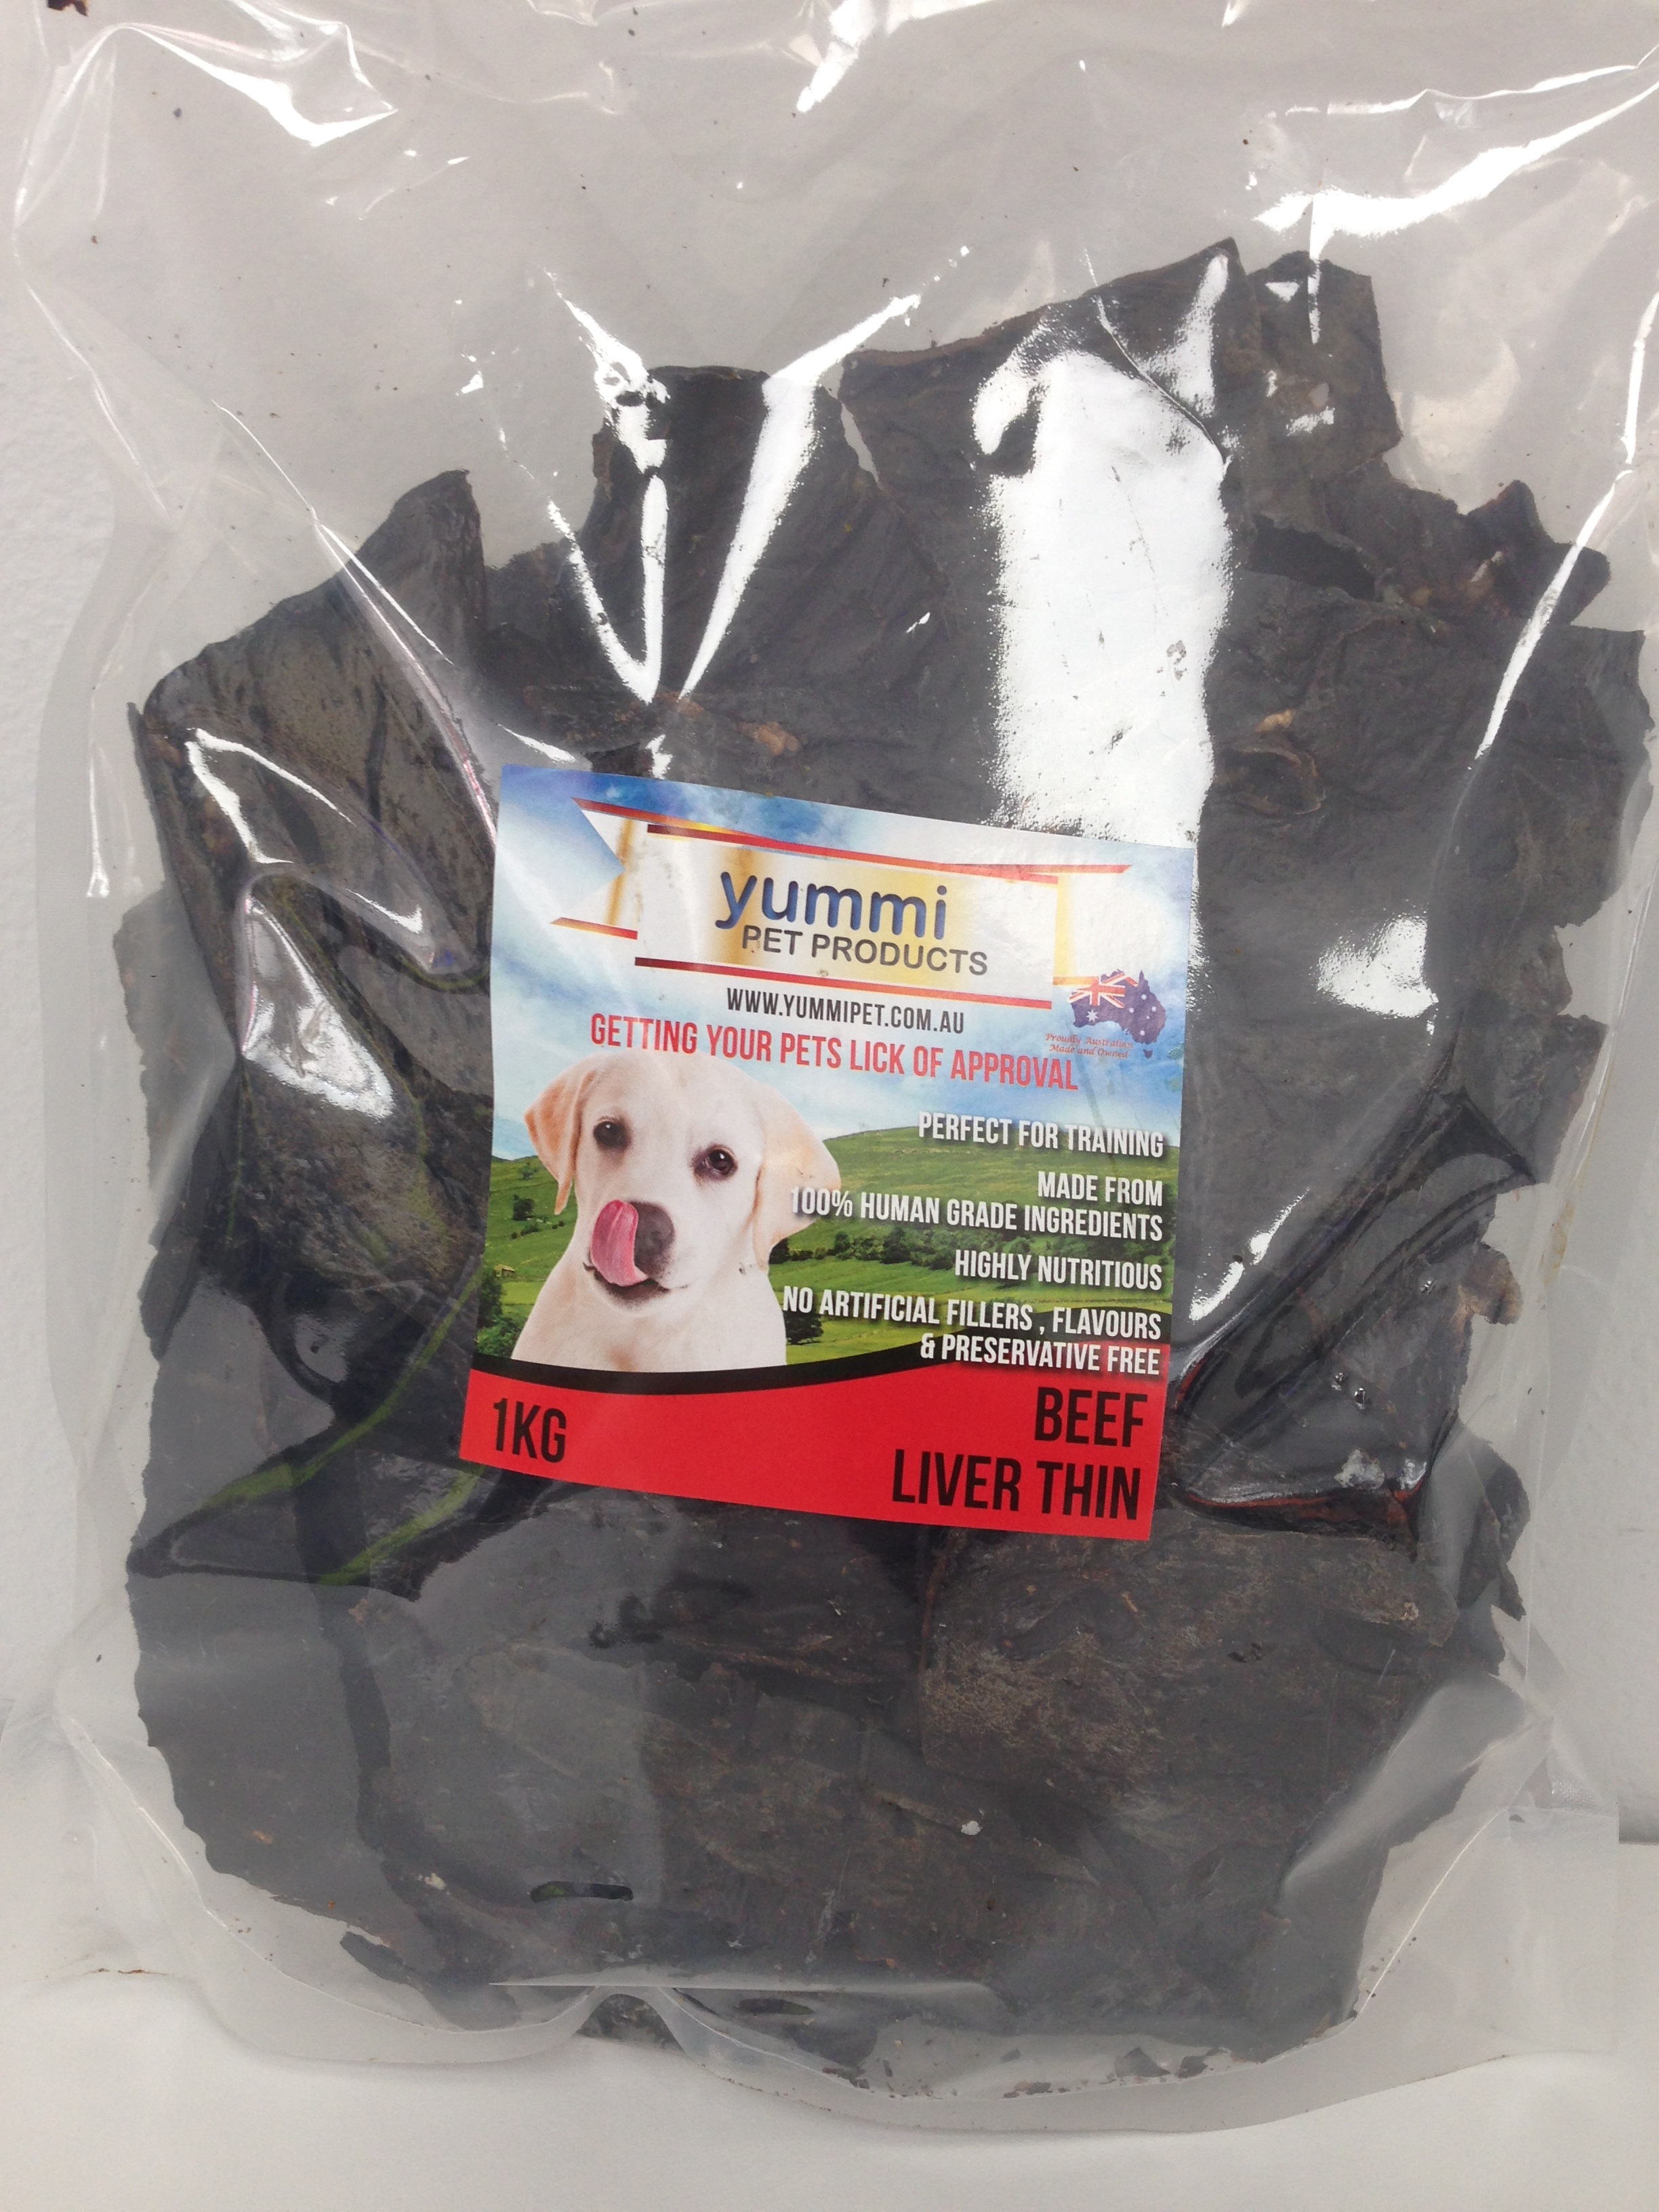 yummi
PET PRODUCTS
WWW.YUMMIPET.COM.AU
Proudly Australian
Made and Owned
GETTING YOUR PETS LICK OF APPROVAL
PERFECT FOR TRAINING
MADE FROM
100% HUMAN GRADE INGREDIENTS
HIGHLY NUTRITIOUS
NO ARTIFICIAL FILLERS , FLAVOURS
& PRESERVATIVE FREE
1KG
BEEF
LIVER THIN